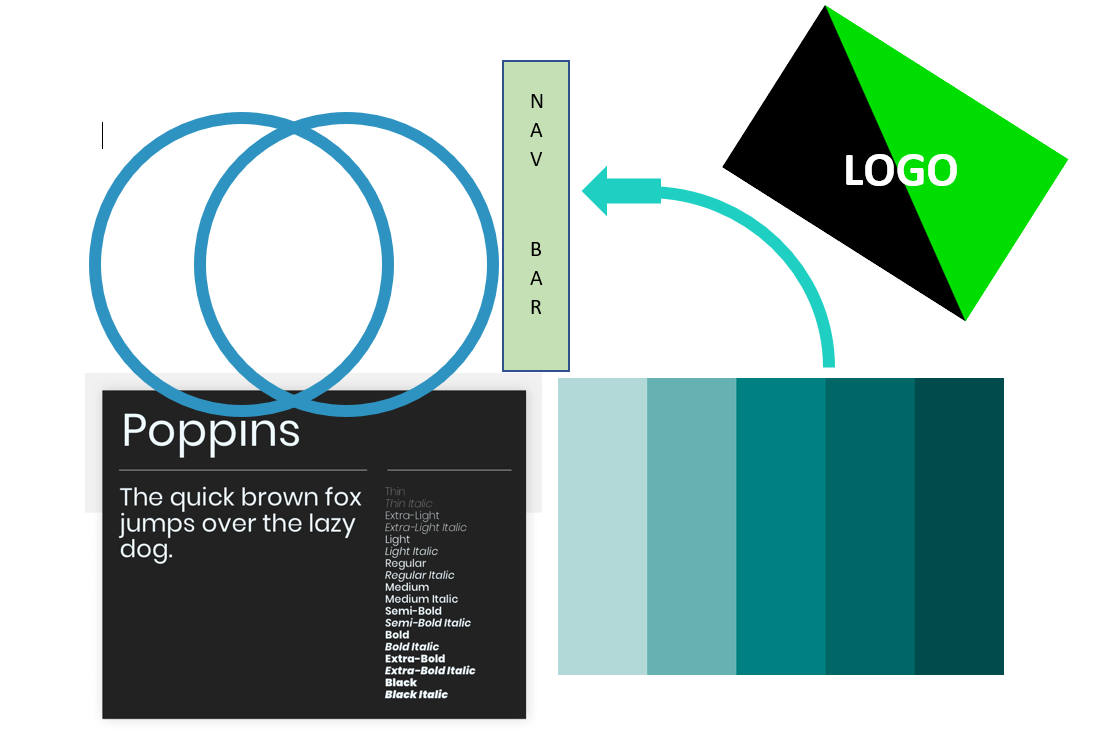 N
A
V
B
A
R
LOGO
Poppins
The quick brown fox
jumps over the lazy
dog.
Thin
Thin Italic
Extra-Light
Extra-Light Italic
Light
Light Italic
Regular
Regular Italic
Medium
Medium Italic
Semi-Bold
Semi-Bold Italic
Bold
Bold Italic
Extra-Bold
Extra-Bold Italic
Black
Black Italic